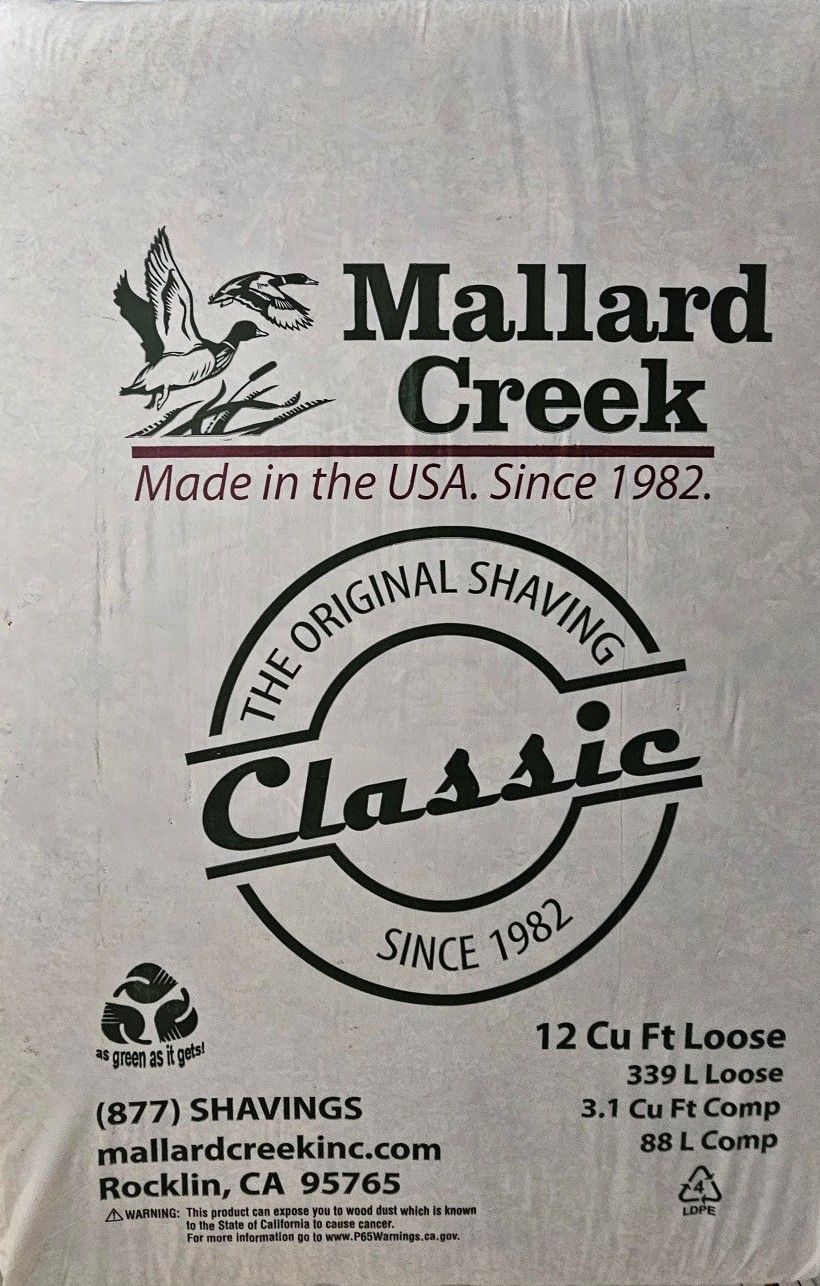 Mallard
Creek
Made in the USA. Since 1982.
THE ORIGINAL SHAVING
Classic
SINCE 1982
as green as it gets!
12 Cu Ft Loose
339 L Loose
3.1 Cu Ft Comp
88 L Comp
4
LDPE
(877) SHAVINGS
mallardcreekinc.com
Rocklin, CA 95765
WARNING: This product can expose you to wood dust which is known
to the State of California to cause cancer.
For more information go to www.P65Warnings.ca.gov.